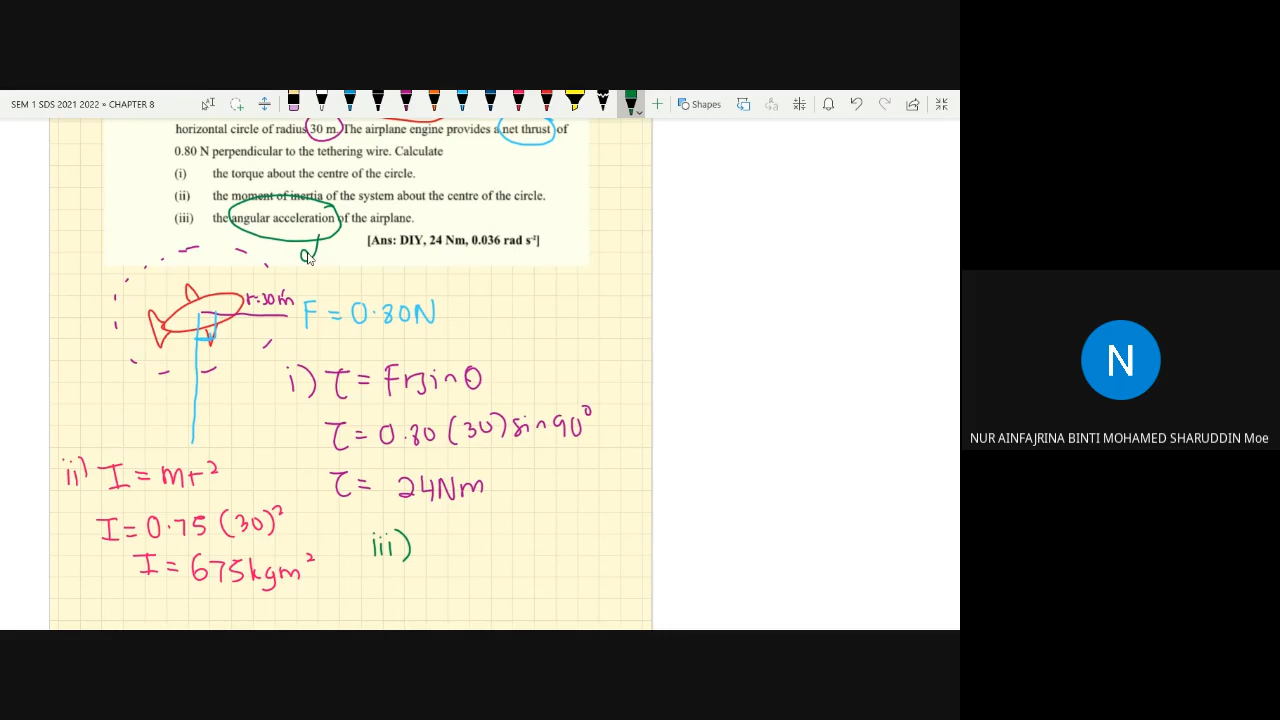 SEM 1 SDS 2021 2022 » CHAPTER 8
Shapes
horizontal circle of radius 30 m. The airplane engine provides a net thrust of
0.80 N perpendicular to the tethering wire. Calculate
(i) the torque about the centre of the circle.
(ii) the moment of inertia of the system about the centre of the circle.
(iii) the angular acceleration of the airplane.
[Ans: DIY, 24 Nm, 0.036 rad s⁻²]
α
r=30m
F = 0.80N
i) τ = Frsinθ
τ = 0.80 (30) sin 90°
τ = 24Nm
ii) I = mr²
I = 0.75 (30)²
I = 675kgm²
iii)
N
NUR AINFAJRINA BINTI MOHAMED SHARUDDIN Moe